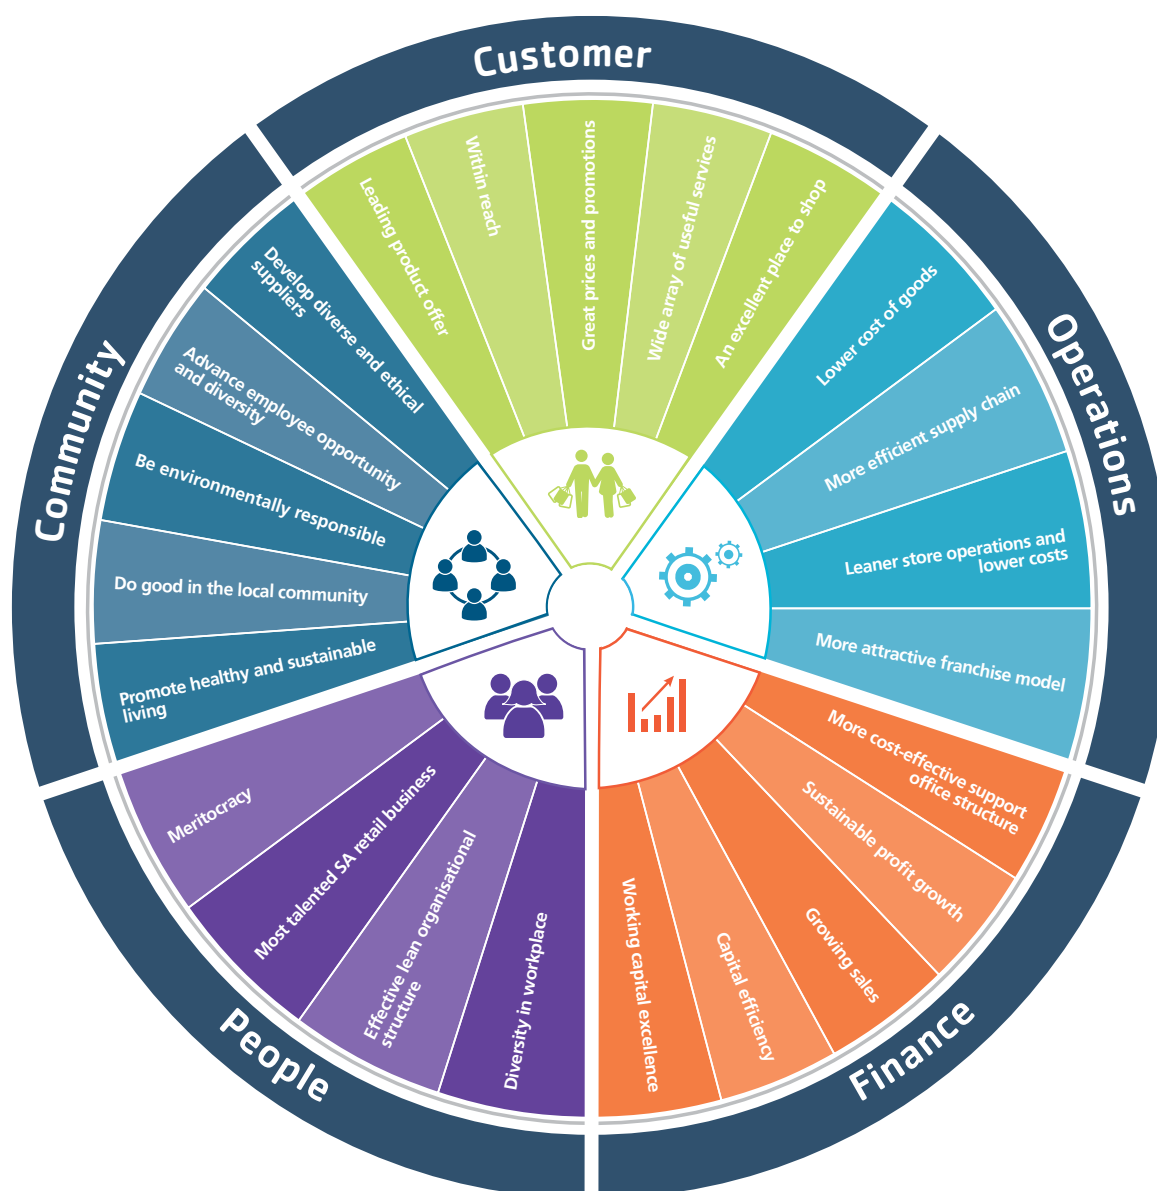 Customer
Leading product offer
Within reach
Great prices and promotions
Wide array of useful services
An excellent place to shop
Operations
Lower cost of goods
More efficient supply chain
Leaner store operations and
lower costs
More attractive franchise model
Finance
More cost-effective support
office structure
Sustainable profit growth
Growing sales
Capital efficiency
Working capital excellence
People
Diversity in workplace
Effective lean organisational
structure
Most talented SA retail business
Meritocracy
Community
Promote healthy and sustainable
living
Do good in the local community
Be environmentally responsible
Advance employee opportunity
and diversity
Develop diverse and ethical
suppliers